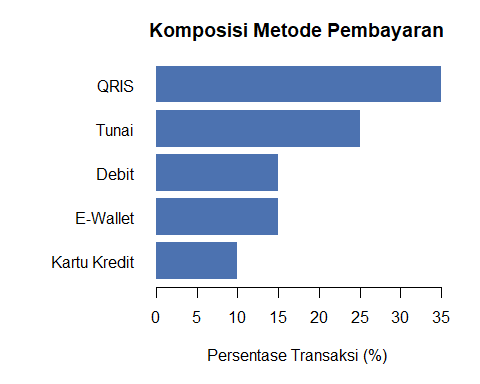 Komposisi Metode Pembayaran
QRIS
Tunai
Debit
E-Wallet
Kartu Kredit
0 5 10 15 20 25 30 35
Persentase Transaksi (%)